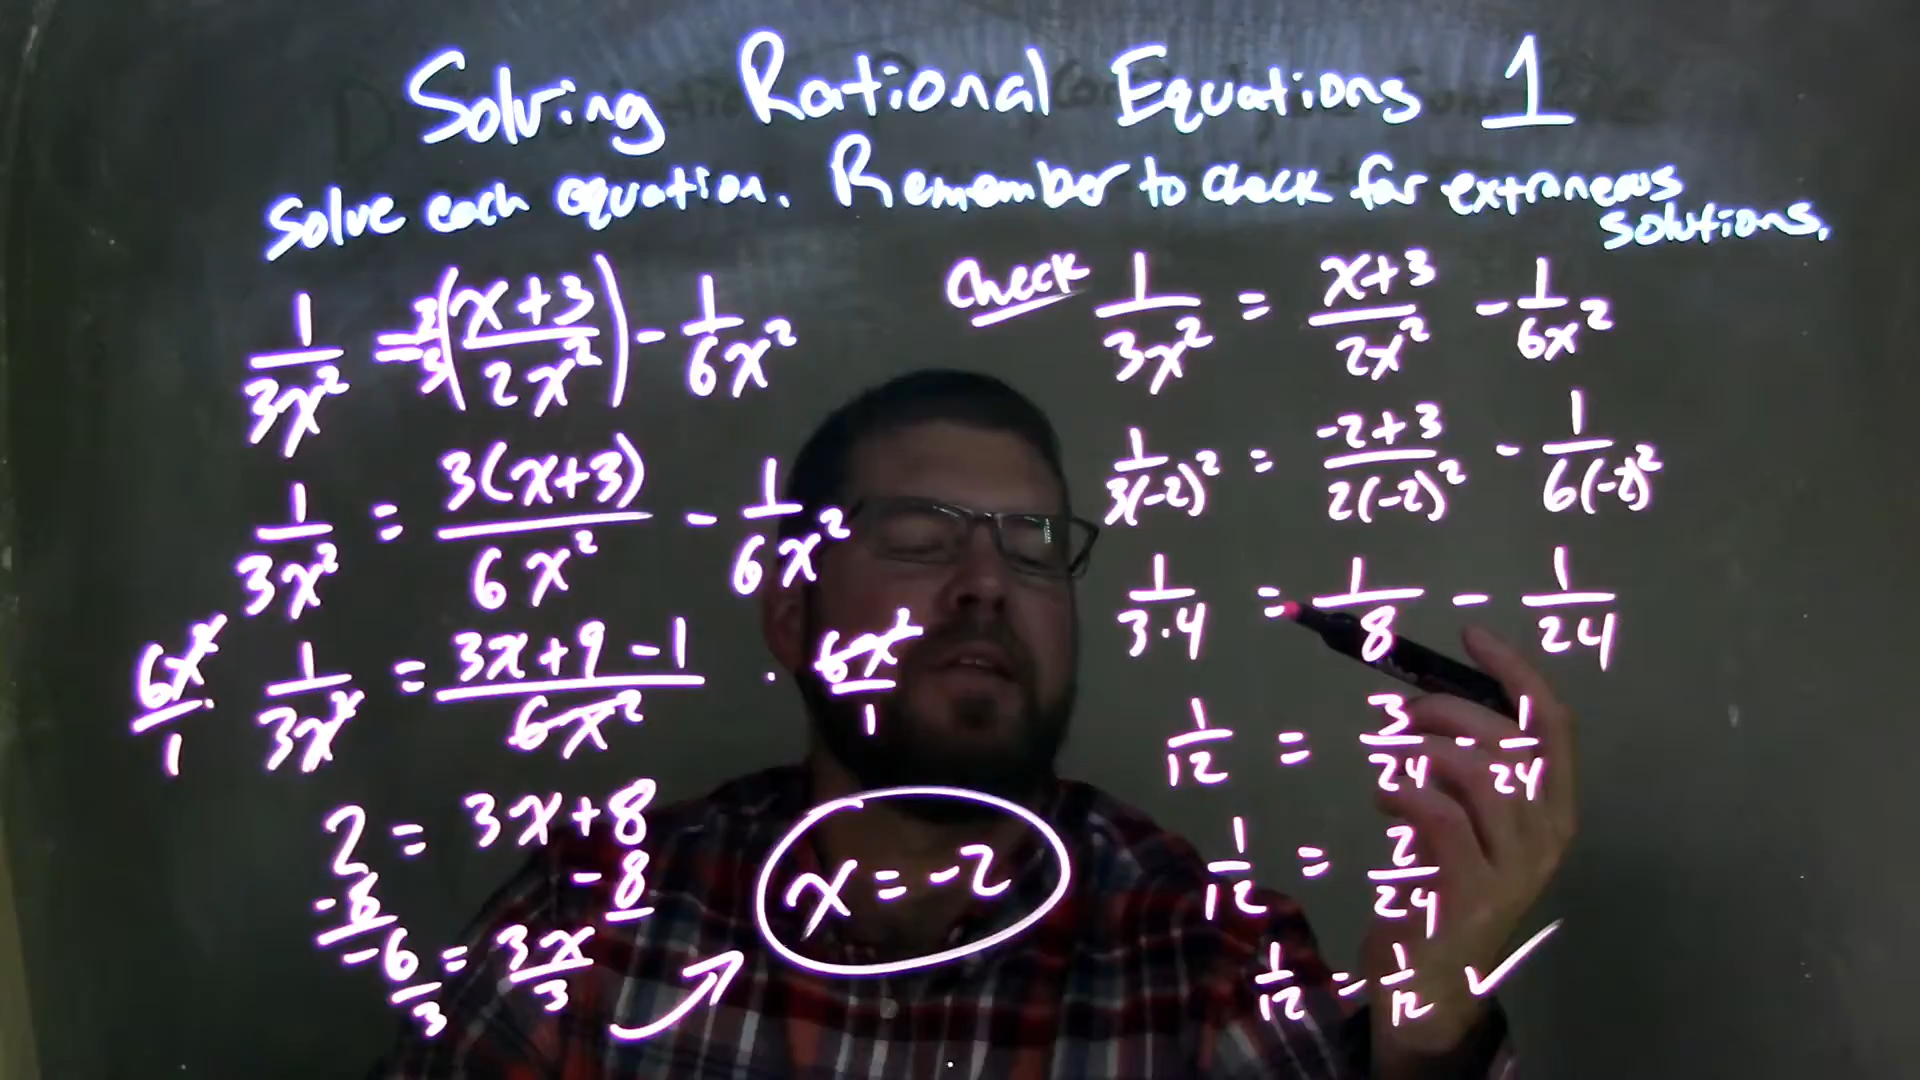 Solving Rational Equations 1
Solve each equation. Remember to check for extraneous
solutions.
1/3x² = 3/3((x+3)/2x²) - 1/6x²
1/3x² = 3(x+3)/6x² - 1/6x²
6x²/1 · 1/3x² = (3x+9-1)/6x² · 6x²/1
2 = 3x+8
-8 -8
-6/3 = 3x/3
x = -2
Check 1/3x² = (x+3)/2x² - 1/6x²
1/3(-2)² = (-2+3)/2(-2)² - 1/6(-2)²
1/3·4 = 1/8 - 1/24
1/12 = 3/24 - 1/24
1/12 = 2/24
1/12 = 1/12 ✓